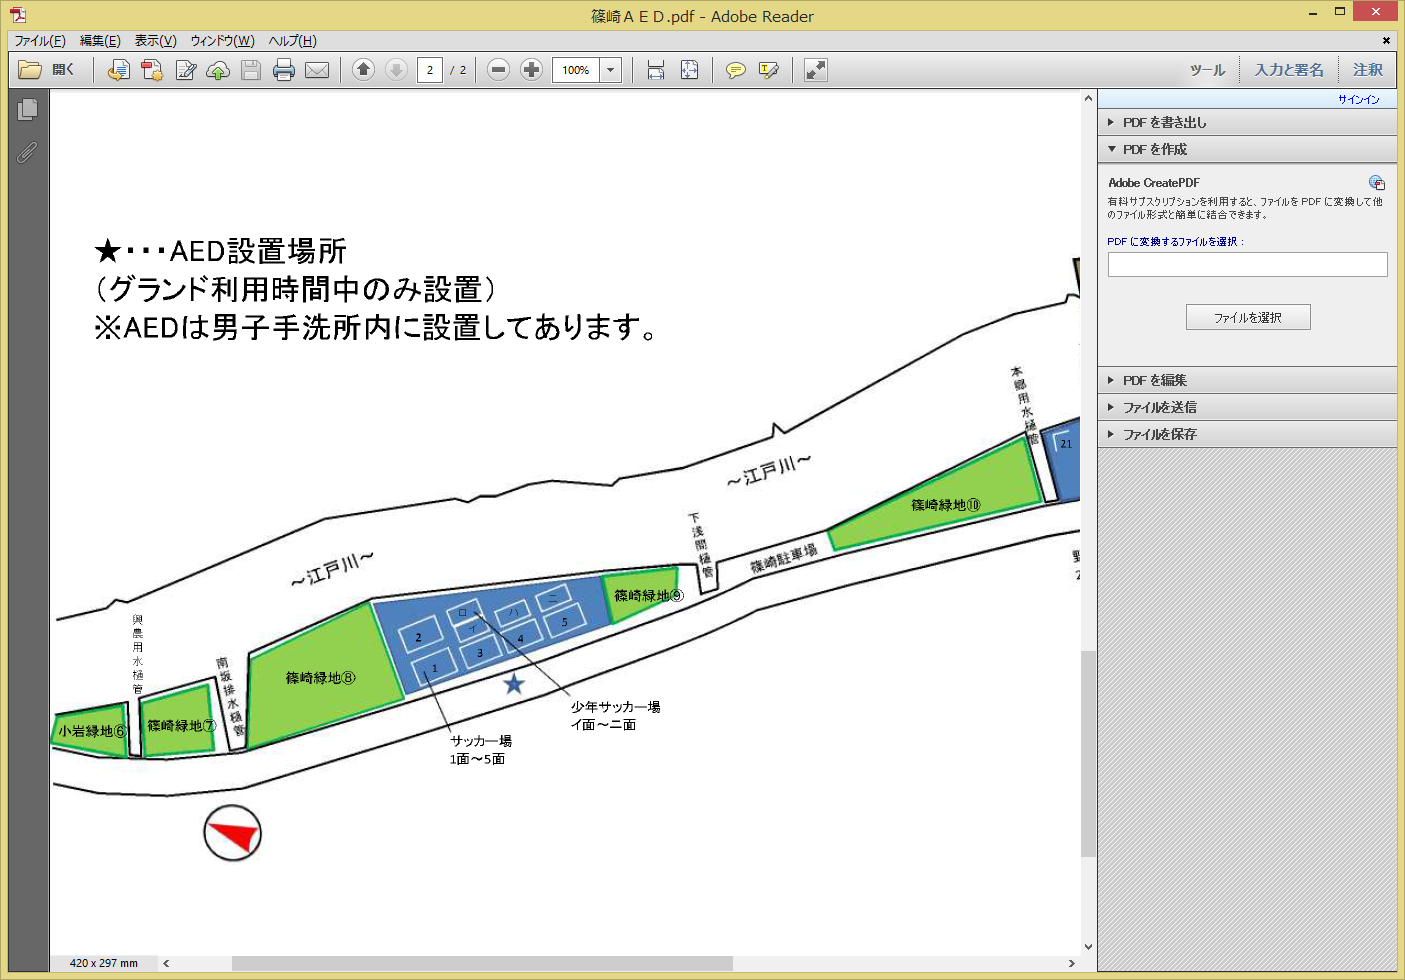 篠崎ＡＥＤ.pdf - Adobe Reader
ファイル(F) 編集(E) 表示(V) ウィンドウ(W) ヘルプ(H)
開く 2 / 2 100% ツール 入力と署名 注釈
サインイン
PDF を書き出し
PDF を作成
Adobe CreatePDF
有料サブスクリプションを利用すると、ファイルを PDF に変換して他
のファイル形式と簡単に結合できます。
PDF に変換するファイルを選択：
ファイルを選択
PDF を編集
ファイルを送信
ファイルを保存
★・・・AED設置場所
（グランド利用時間中のみ設置）
※AEDは男子手洗所内に設置してあります。
本郷用水樋管
21
～江戸川～
篠崎緑地⑩
下浅間樋管
篠崎駐車場
～江戸川～
篠崎緑地⑨
ロ ハ ニ
2 イ 4 5
1 3
興農用水樋管
南坂排水樋管
篠崎緑地⑧
小岩緑地⑥
篠崎緑地⑦
少年サッカー場
イ面～ニ面
サッカー場
1面～5面
420 x 297 mm